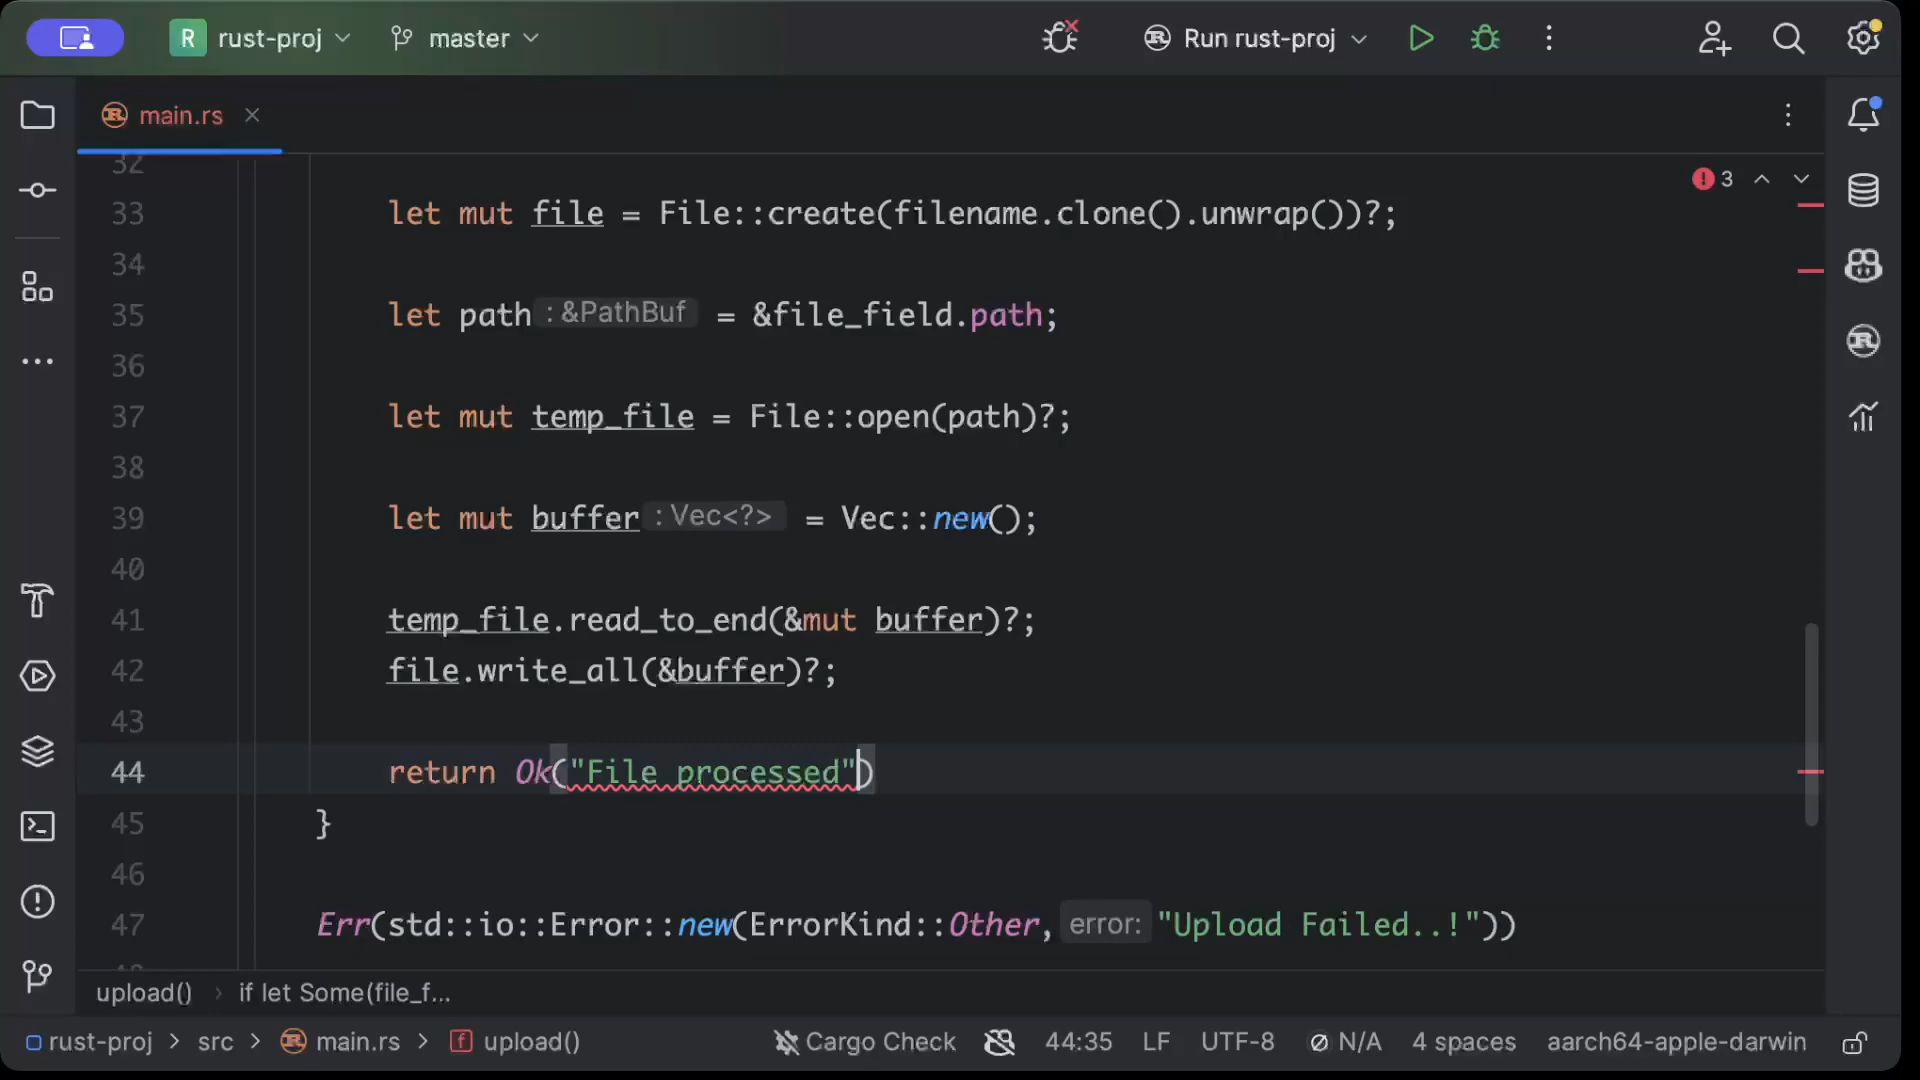 R rust-proj master Run rust-proj
main.rs
3
32
33 let mut file = File::create(filename.clone().unwrap())?;
34
35 let path : &PathBuf = &file_field.path;
36
37 let mut temp_file = File::open(path)?;
38
39 let mut buffer : Vec<?> = Vec::new();
40
41 temp_file.read_to_end(&mut buffer)?;
42 file.write_all(&buffer)?;
43
44 return Ok("File processed")
45 }
46
47 Err(std::io::Error::new(ErrorKind::Other, error: "Upload Failed..!"))
upload() › if let Some(file_f...
rust-proj > src > main.rs > f upload() Cargo Check 44:35 LF UTF-8 N/A 4 spaces aarch64-apple-darwin